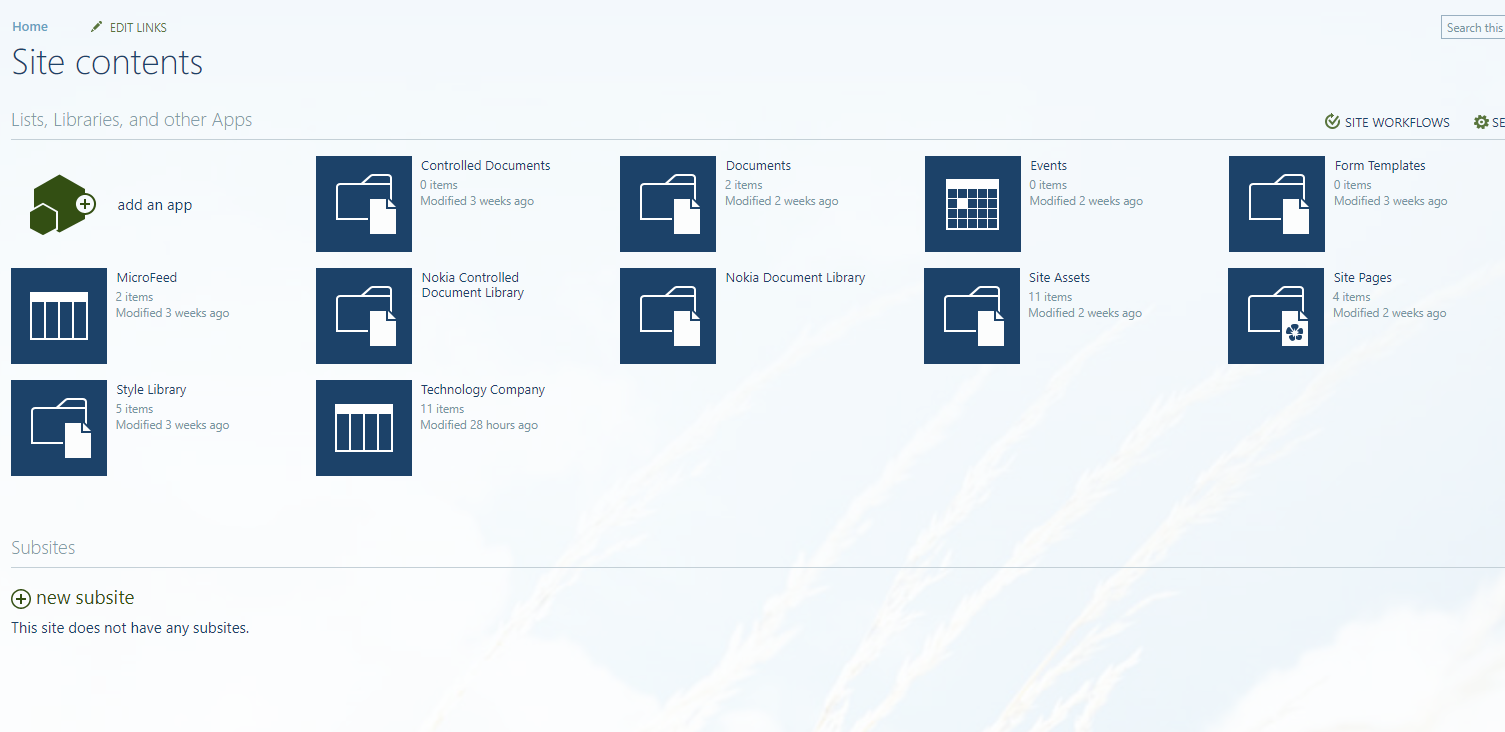 Home
EDIT LINKS
Search this
Site contents
Lists, Libraries, and other Apps
SITE WORKFLOWS
SE
add an app
Controlled Documents
0 items
Modified 3 weeks ago
Documents
2 items
Modified 2 weeks ago
Events
0 items
Modified 2 weeks ago
Form Templates
0 items
Modified 3 weeks ago
MicroFeed
2 items
Modified 3 weeks ago
Nokia Controlled
Document Library
Nokia Document Library
Site Assets
11 items
Modified 2 weeks ago
Site Pages
4 items
Modified 2 weeks ago
Style Library
5 items
Modified 3 weeks ago
Technology Company
11 items
Modified 28 hours ago
Subsites
new subsite
This site does not have any subsites.